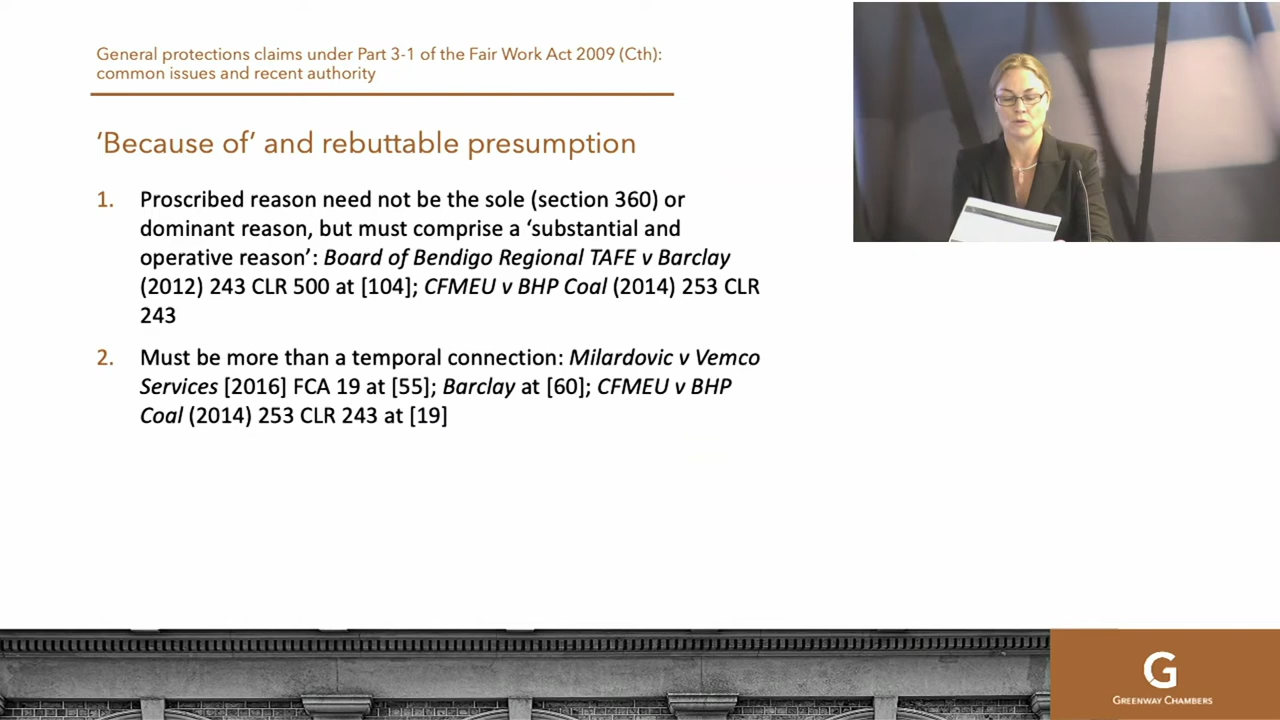 General protections claims under Part 3-1 of the Fair Work Act 2009 (Cth):
common issues and recent authority
‘Because of’ and rebuttable presumption
1. Proscribed reason need not be the sole (section 360) or
dominant reason, but must comprise a ‘substantial and
operative reason’: Board of Bendigo Regional TAFE v Barclay
(2012) 243 CLR 500 at [104]; CFMEU v BHP Coal (2014) 253 CLR
243
2. Must be more than a temporal connection: Milardovic v Vemco
Services [2016] FCA 19 at [55]; Barclay at [60]; CFMEU v BHP
Coal (2014) 253 CLR 243 at [19]
G
GREENWAY CHAMBERS